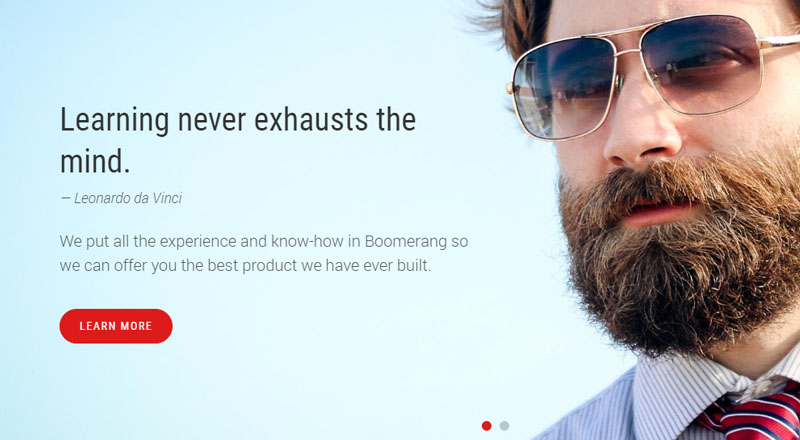 Learning never exhausts the
mind.
— Leonardo da Vinci
We put all the experience and know-how in Boomerang so
we can offer you the best product we have ever built.
LEARN MORE